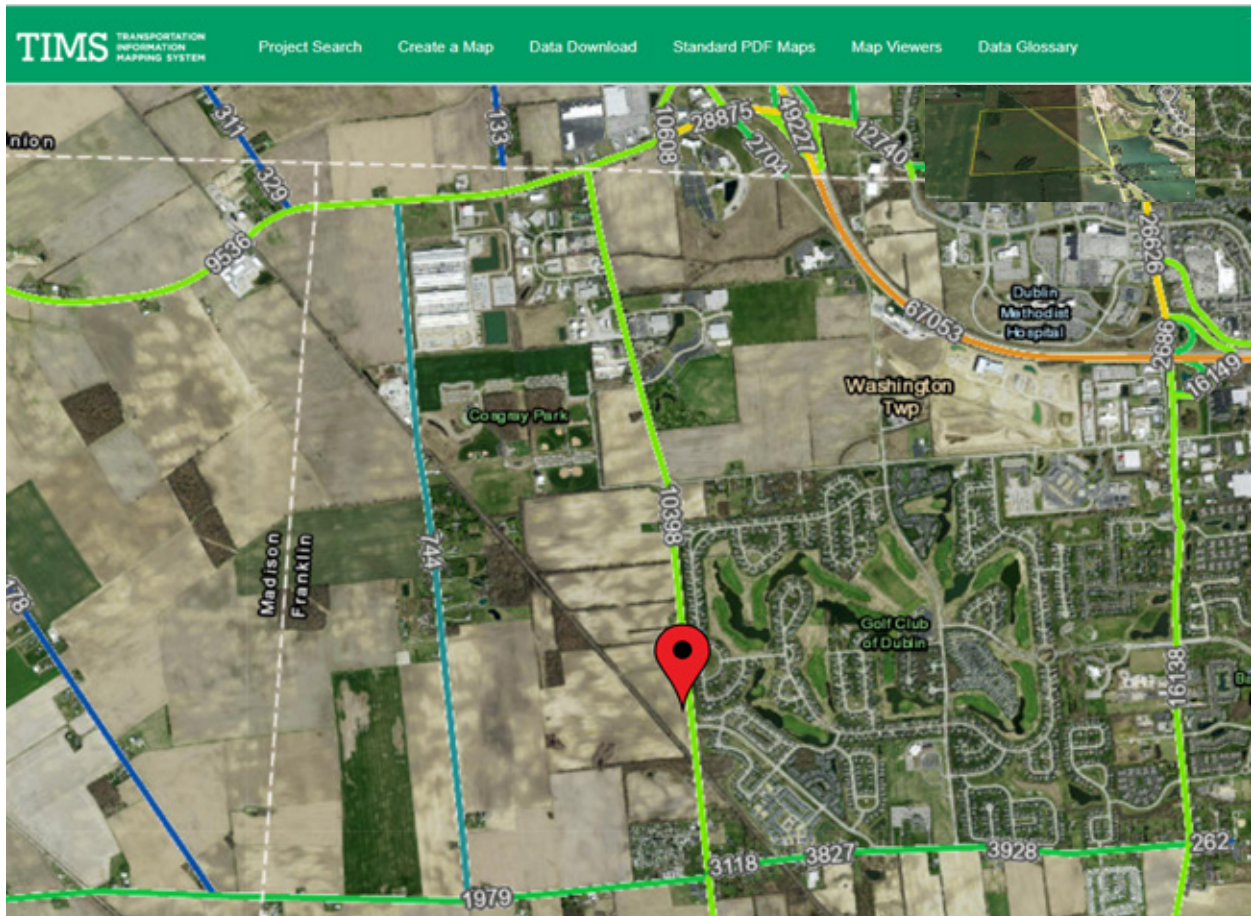 TIMS TRANSPORTATION
INFORMATION
MAPPING SYSTEM
Project Search Create a Map Data Download Standard PDF Maps Map Viewers Data Glossary
311
133
10608
28875
49227
2704
12740
nion
329
9536
26626
67053
Dublin
Methodist
Hospital
2686
16149
Washington
Twp
Cosgray Park
10398
744
Madison
Franklin
178
Golf Club
of Dublin
16138
Ba
3118
3827
3928
262
1979